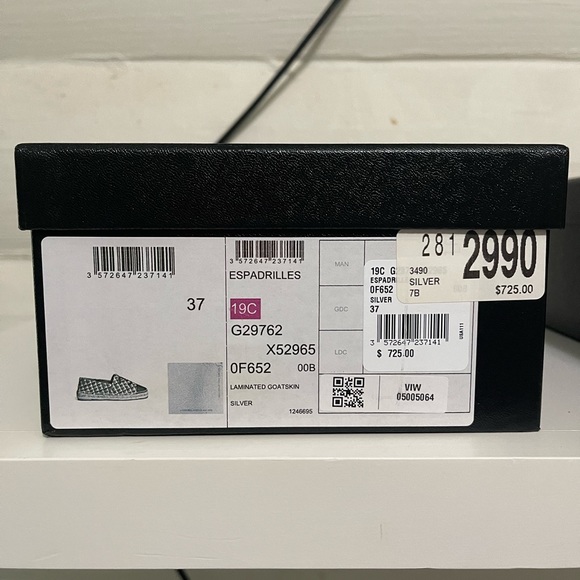 3 572647 237141
37
3 572647 237141
ESPADRILLES
19C
G29762
X52965
0F652 00B
LAMINATED GOATSKIN
SILVER
1246695
MAN
GDC
LDC
VIW
05005064
19C G
ESPADR
0F652
SILVER
37
3 572647 237141
USA111
$ 725.00
281 2990
3490
SILVER
7B
$725.00